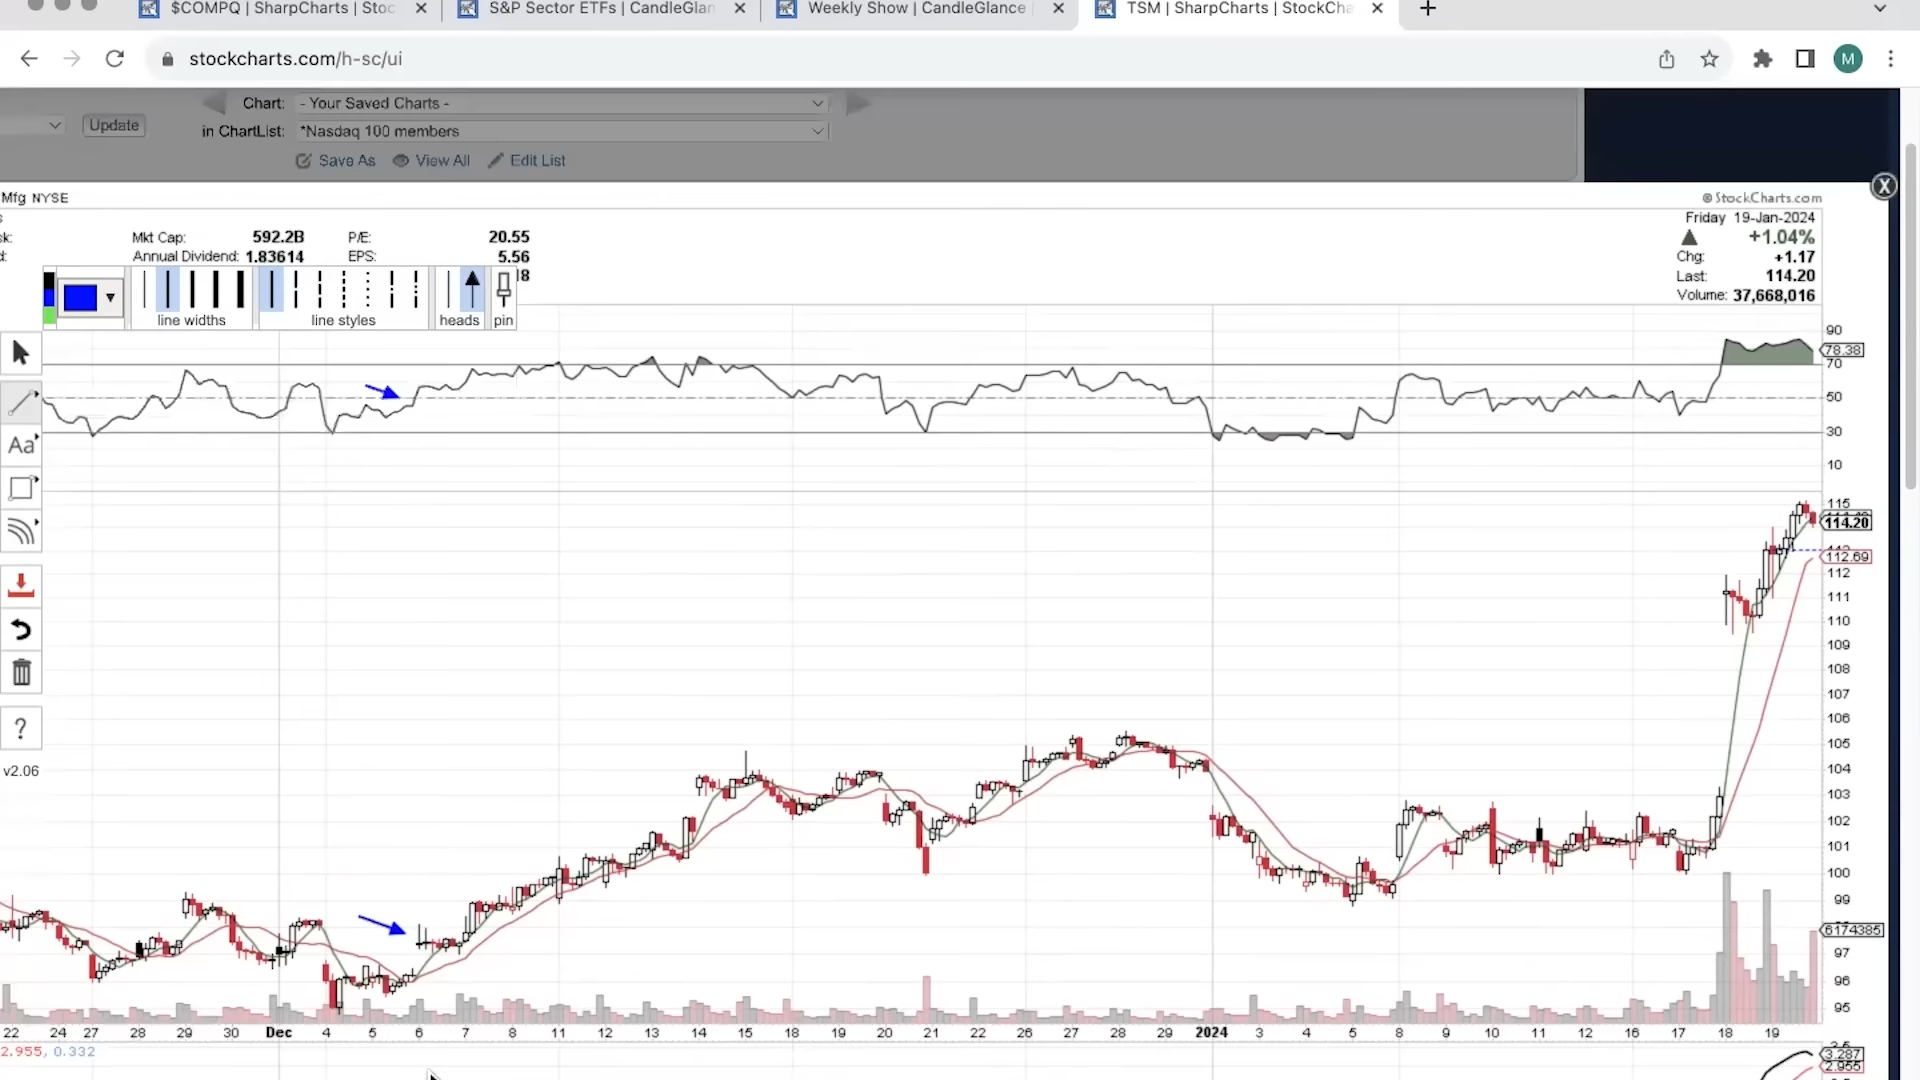 $COMPQ | SharpCharts | Stoc
S&P Sector ETFs | CandleGlan
Weekly Show | CandleGlance
TSM | SharpCharts | StockCha
stockcharts.com/h-sc/ui
M
Chart: - Your Saved Charts -
Update
in ChartList: *Nasdaq 100 members
Save As View All Edit List
Mfg NYSE
©StockCharts.com
X
Friday 19-Jan-2024
Mkt Cap: 592.2B P/E: 20.55
+1.04%
Annual Dividend: 1.83614 EPS: 5.56
Chg: +1.17
Last: 114.20
Volume: 37,668,016
line widths line styles heads pin
90
78.38
70
50
30
10
Aa
115
114.20
112.69
112
111
110
109
108
107
106
105
104
103
102
101
100
99
6174385
97
96
95
?
v2.06
22 24 27 28 29 30 Dec 4 5 6 7 8 11 12 13 14 15 18 19 20 21 22 26 27 28 29 2024 3 4 5 8 9 10 11 12 16 17 18 19
2.955, 0.332
3.287
2.955